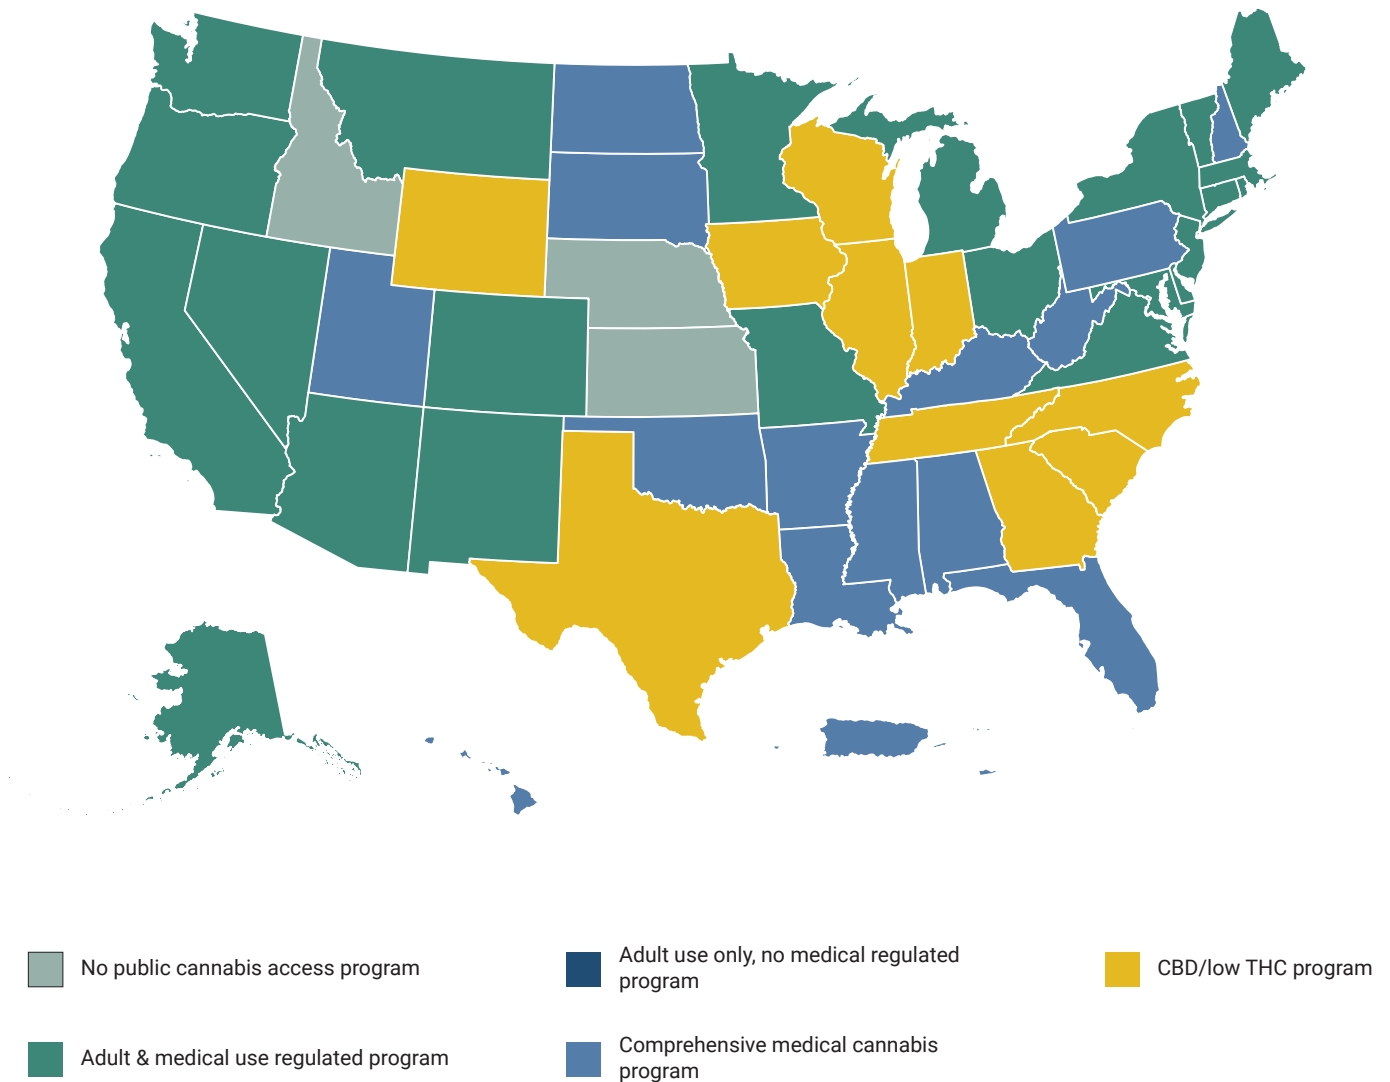 No public cannabis access program
Adult use only, no medical regulated
program
CBD/low THC program
Adult & medical use regulated program
Comprehensive medical cannabis
program